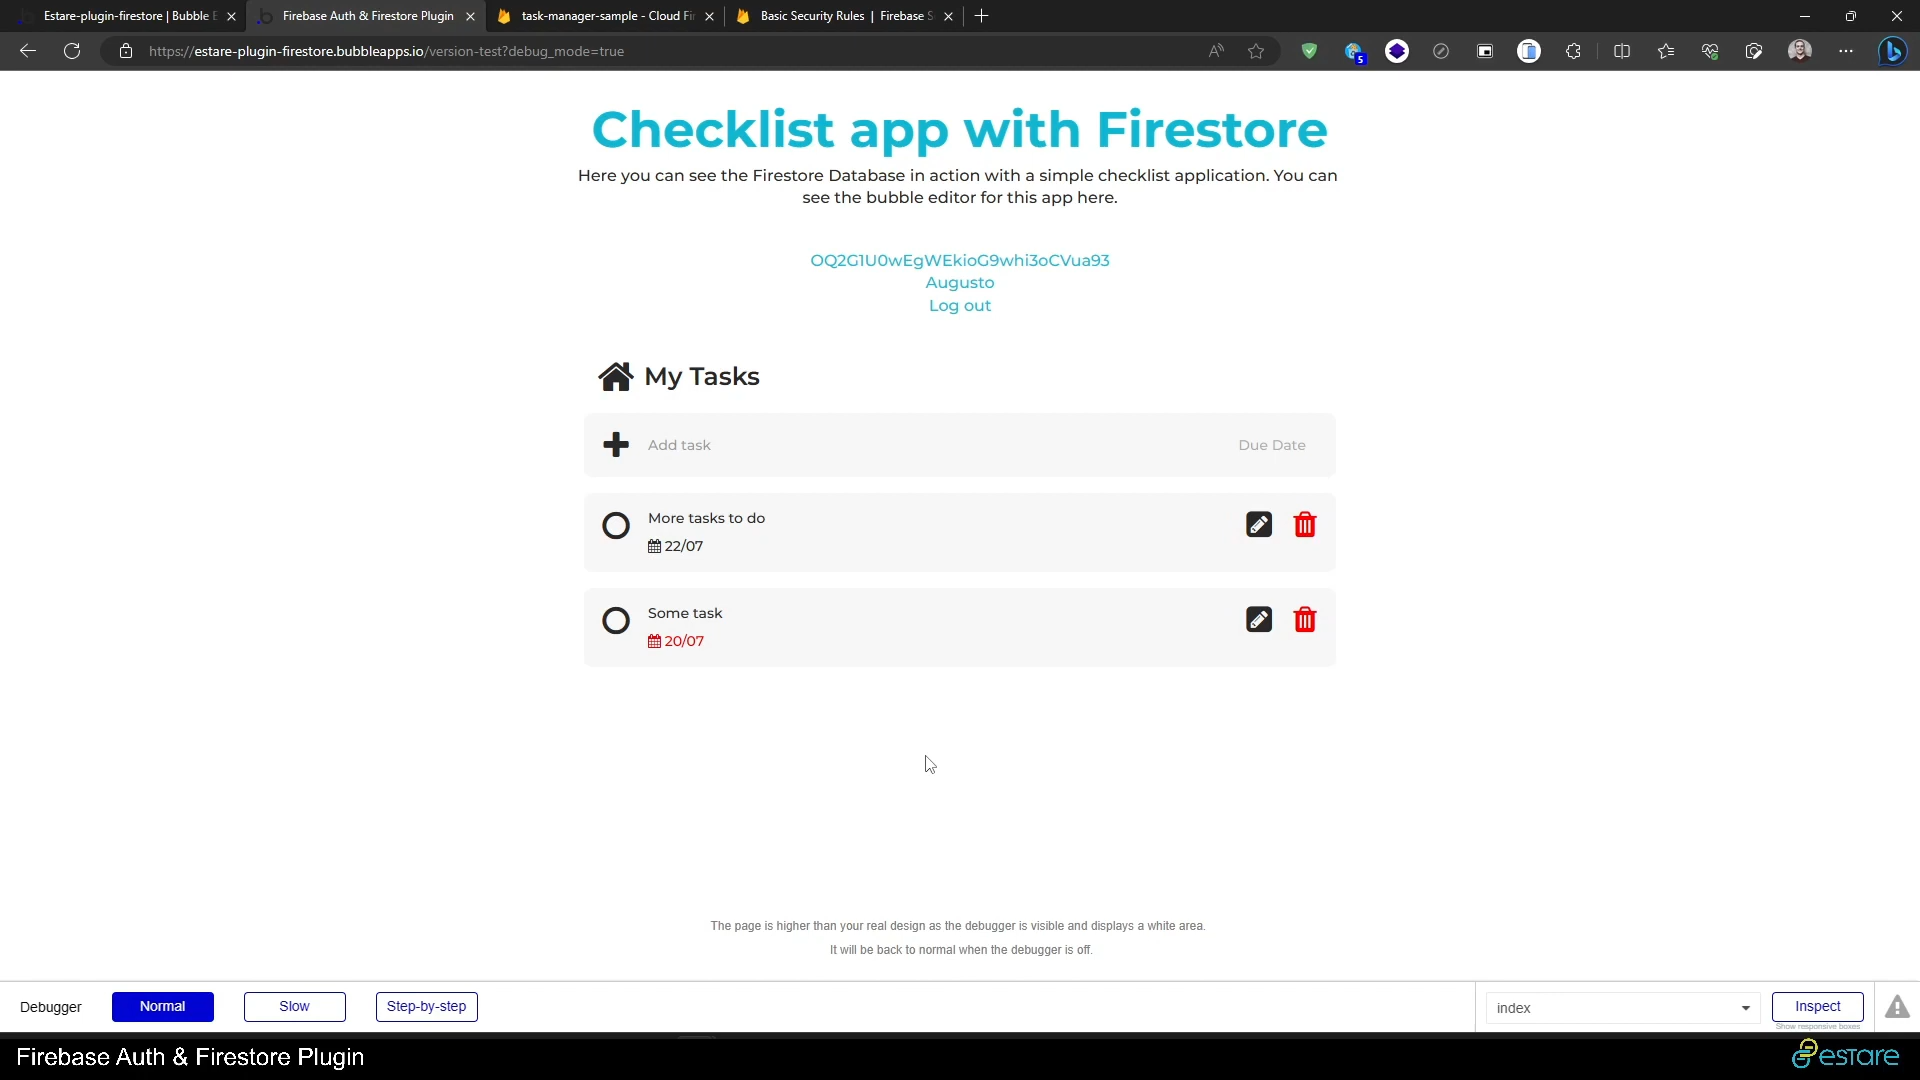 Estare-plugin-firestore | Bubble E
Firebase Auth & Firestore Plugin
task-manager-sample - Cloud Fir
Basic Security Rules | Firebase S
https://estare-plugin-firestore.bubbleapps.io/version-test?debug_mode=true
5
Checklist app with Firestore
Here you can see the Firestore Database in action with a simple checklist application. You can
see the bubble editor for this app here.
OQ2G1U0wEgWEkioG9whi3oCVua93
Augusto
Log out
My Tasks
Add task
Due Date
More tasks to do
22/07
Some task
20/07
The page is higher than your real design as the debugger is visible and displays a white area.
It will be back to normal when the debugger is off.
Debugger
Normal
Slow
Step-by-step
index
Inspect
Show responsive boxes
Firebase Auth & Firestore Plugin
estare